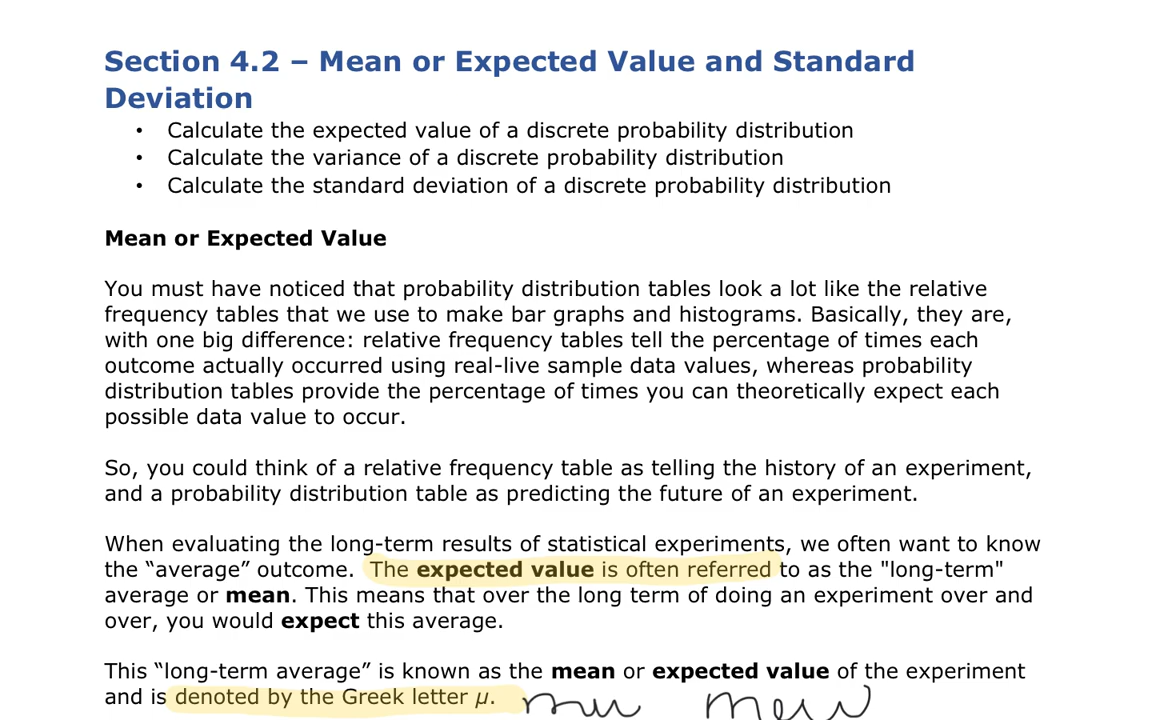 Section 4.2 – Mean or Expected Value and Standard
Deviation
• Calculate the expected value of a discrete probability distribution
• Calculate the variance of a discrete probability distribution
• Calculate the standard deviation of a discrete probability distribution
Mean or Expected Value
You must have noticed that probability distribution tables look a lot like the relative
frequency tables that we use to make bar graphs and histograms. Basically, they are,
with one big difference: relative frequency tables tell the percentage of times each
outcome actually occurred using real-live sample data values, whereas probability
distribution tables provide the percentage of times you can theoretically expect each
possible data value to occur.
So, you could think of a relative frequency table as telling the history of an experiment,
and a probability distribution table as predicting the future of an experiment.
When evaluating the long-term results of statistical experiments, we often want to know
the “average” outcome. The expected value is often referred to as the "long-term"
average or mean. This means that over the long term of doing an experiment over and
over, you would expect this average.
This “long-term average” is known as the mean or expected value of the experiment
and is denoted by the Greek letter μ. mu mew